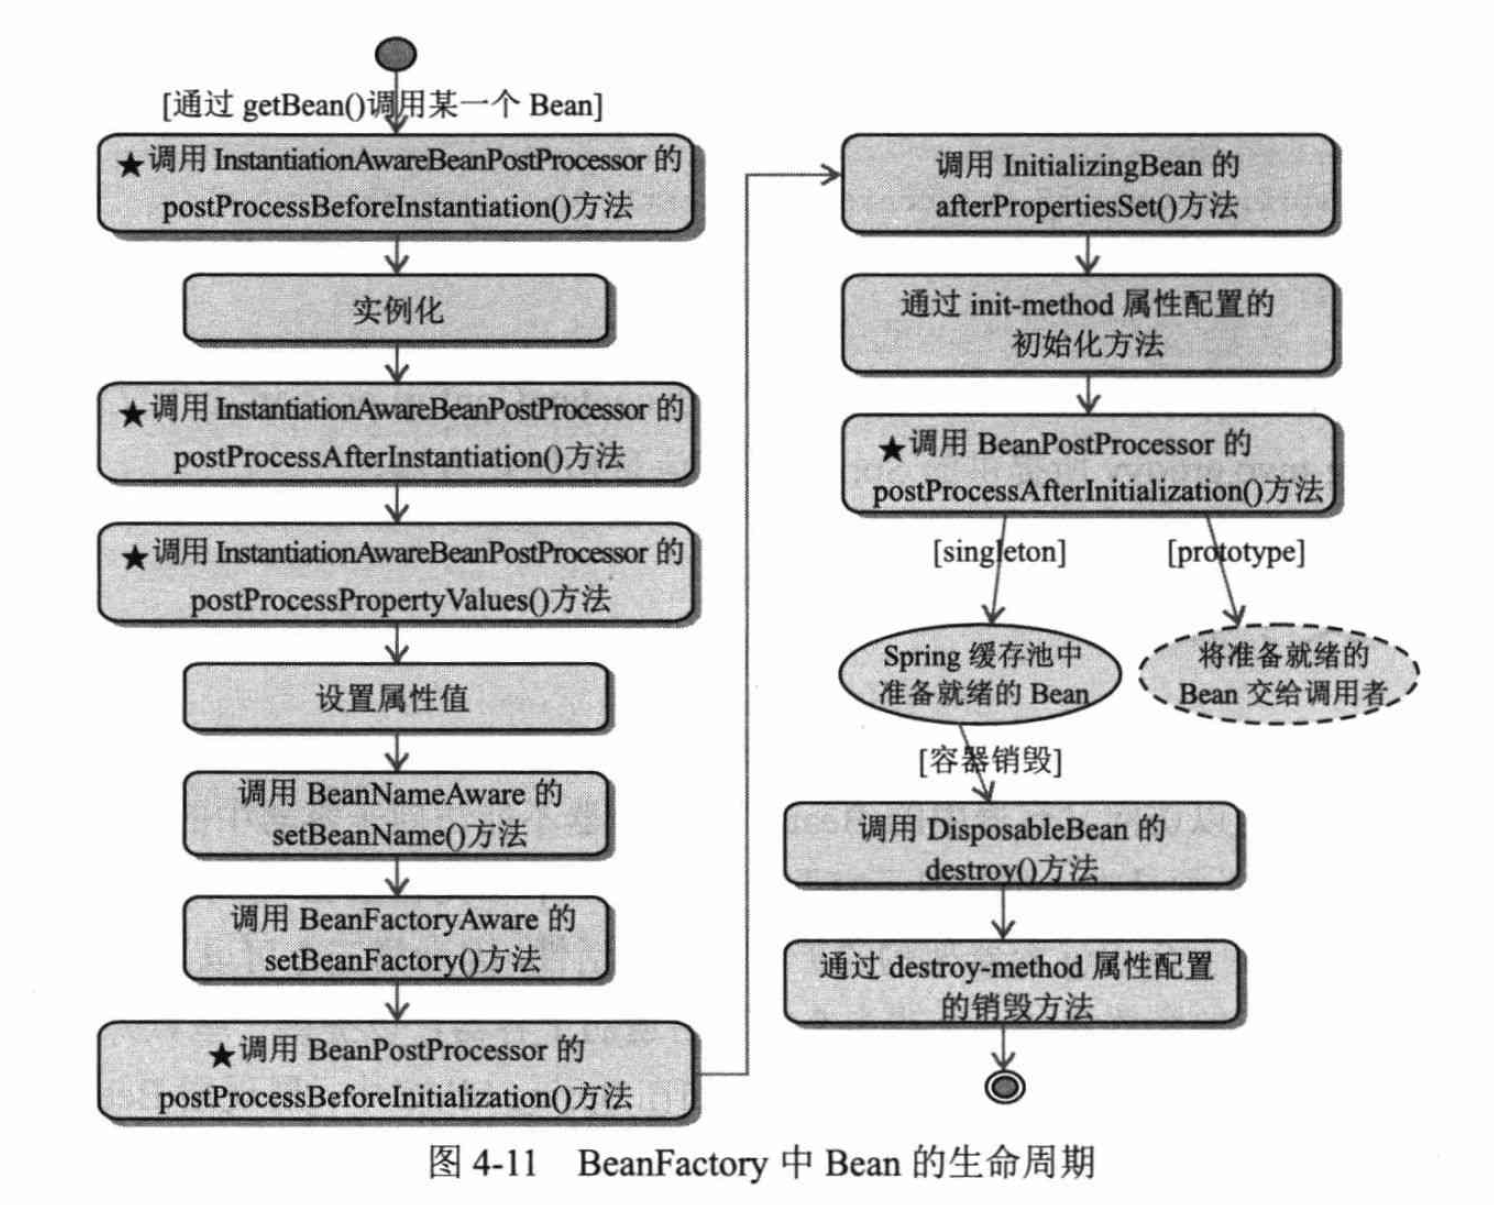 [通过 getBean()调用某一个 Bean]
★调用 InstantiationAwareBeanPostProcessor 的
postProcessBeforeInstantiation()方法
实例化
★调用 InstantiationAwareBeanPostProcessor 的
postProcessAfterInstantiation()方法
★调用 InstantiationAwareBeanPostProcessor 的
postProcessPropertyValues()方法
设置属性值
调用 BeanNameAware 的
setBeanName()方法
调用 BeanFactoryAware 的
setBeanFactory()方法
★调用 BeanPostProcessor 的
postProcessBeforeInitialization()方法
调用 InitializingBean 的
afterPropertiesSet()方法
通过 init-method 属性配置的
初始化方法
★调用 BeanPostProcessor 的
postProcessAfterInitialization()方法
[singleton]
[prototype]
Spring 缓存池中
准备就绪的 Bean
将准备就绪的
Bean 交给调用者
[容器销毁]
调用 DisposableBean 的
destroy()方法
通过 destroy-method 属性配置
的销毁方法
图 4-11 BeanFactory 中 Bean 的生命周期